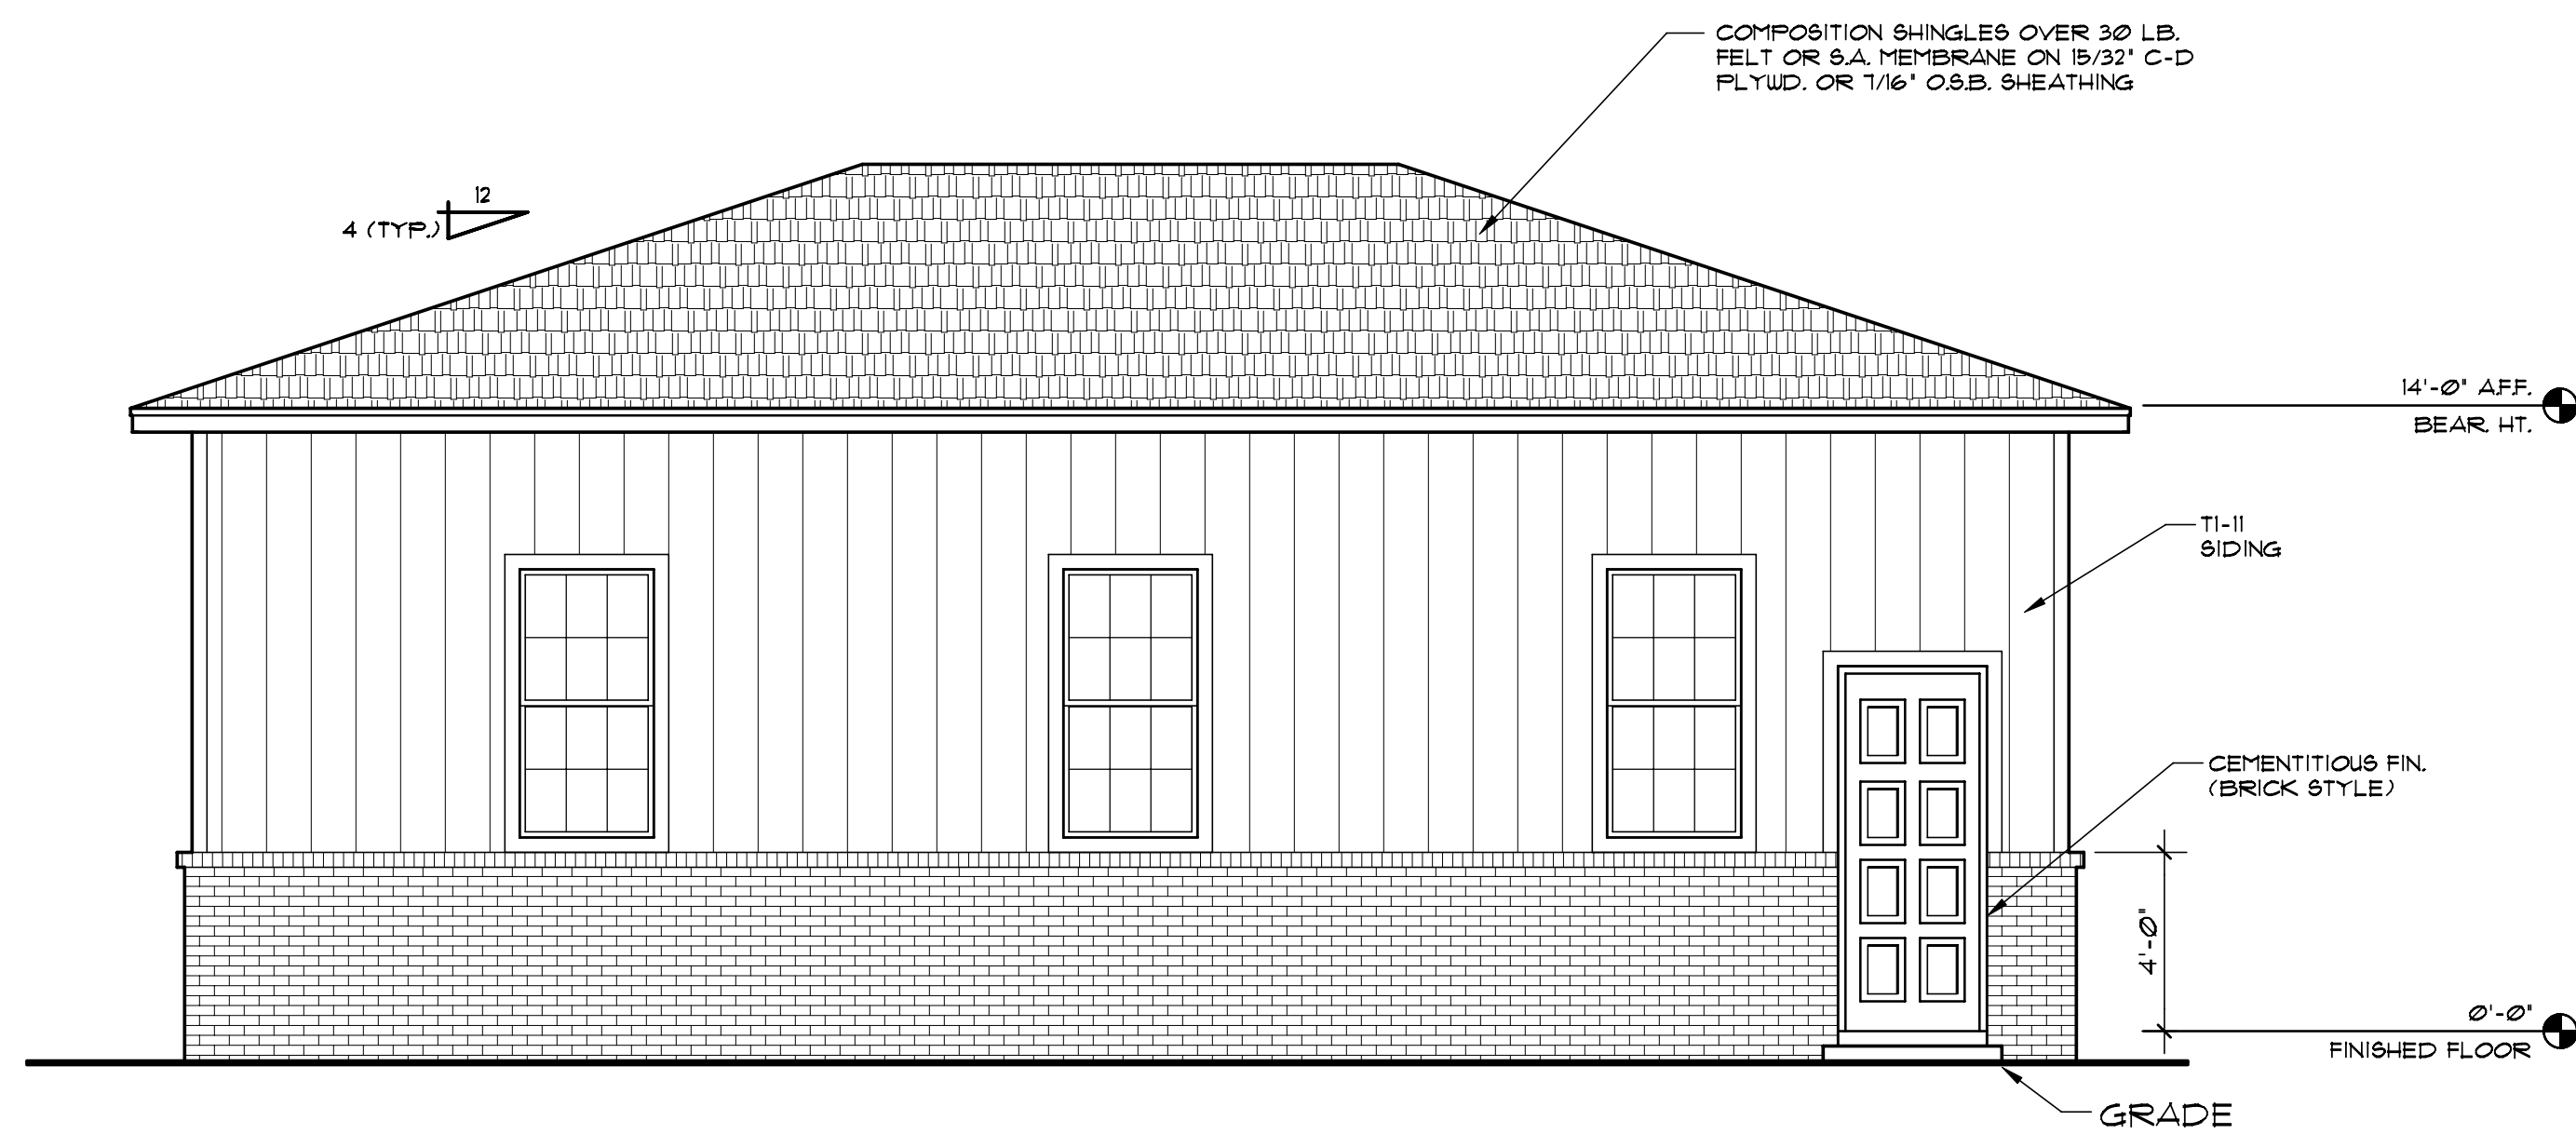 COMPOSITION SHINGLES OVER 30 LB.
FELT OR S.A. MEMBRANE ON 15/32" C-D
PLYWD. OR 7/16" O.S.B. SHEATHING
12
4 (TYP.)
14'-0" A.F.F.
BEAR. HT.
T1-11
SIDING
CEMENTITIOUS FIN.
(BRICK STYLE)
4'-0"
0'-0"
FINISHED FLOOR
GRADE